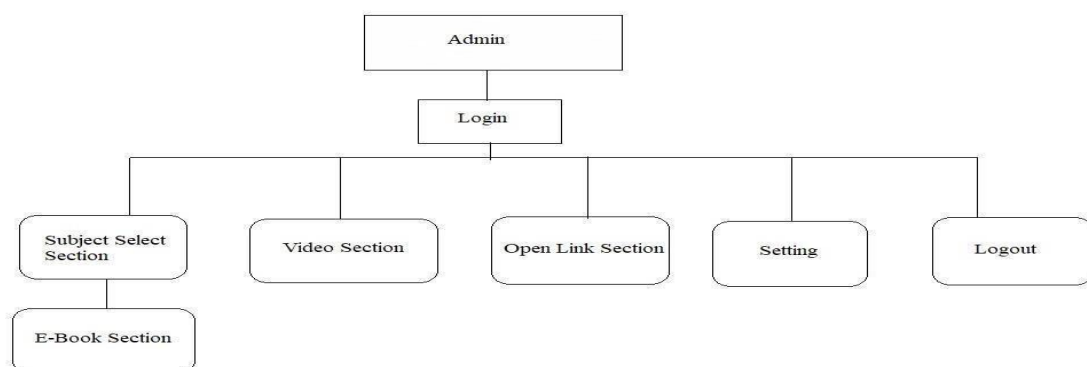 Admin
Login
Subject Select
Section
Video Section
Open Link Section
Setting
Logout
E-Book Section